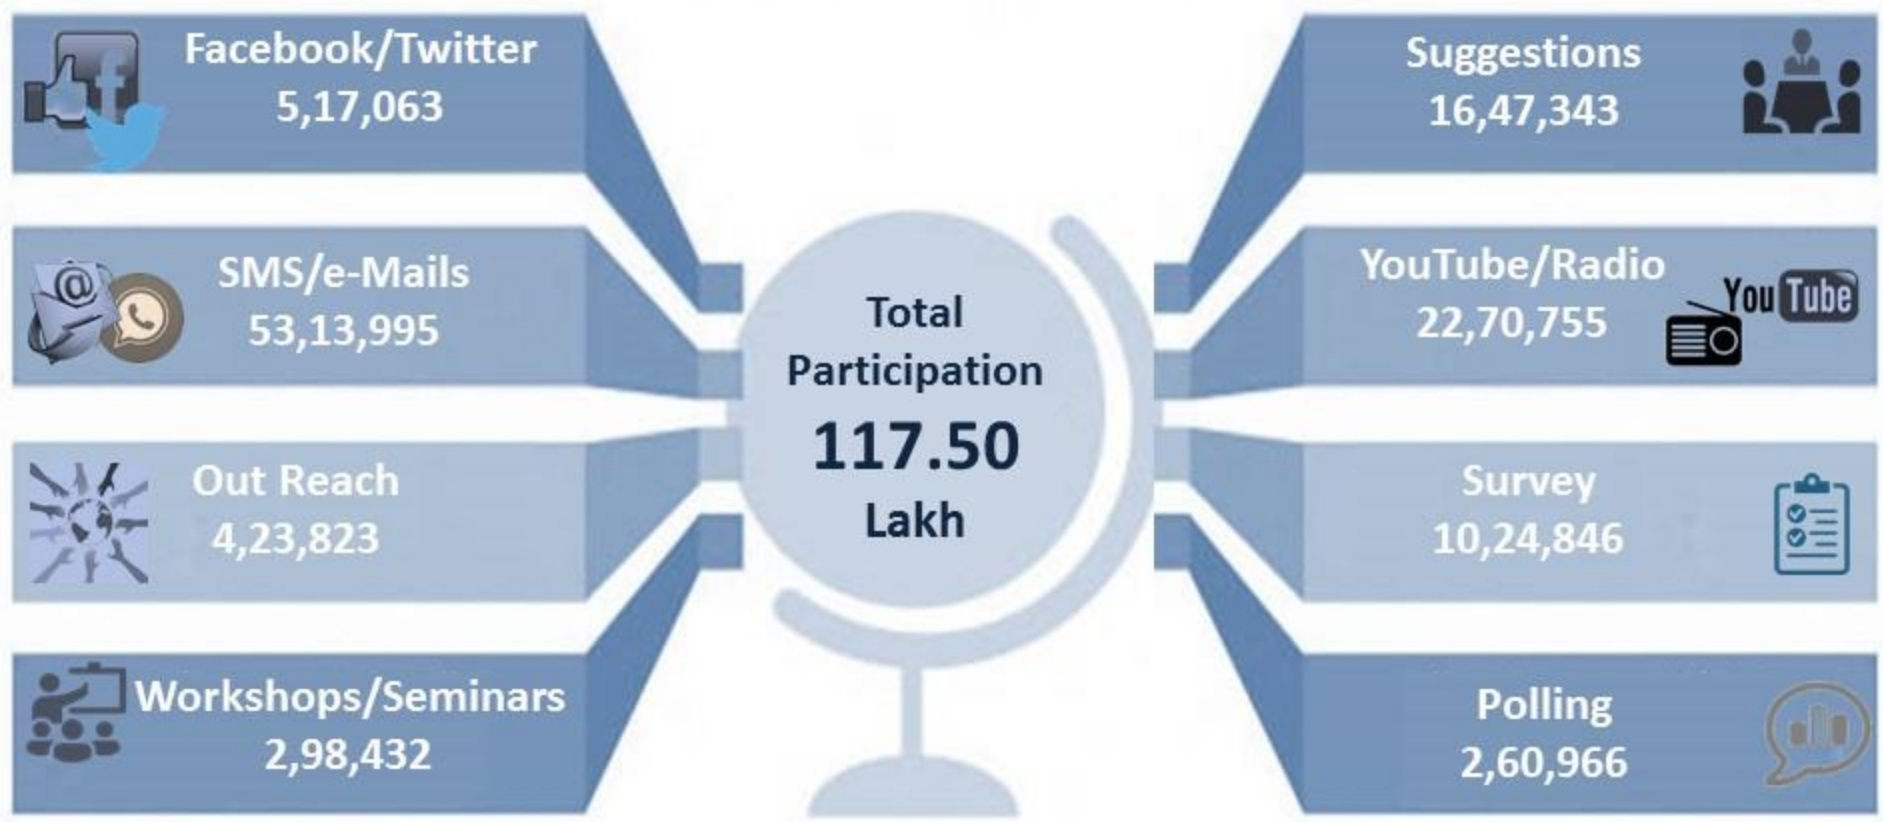 Facebook/Twitter
5,17,063
SMS/e-Mails
53,13,995
Out Reach
4,23,823
Workshops/Seminars
2,98,432
Total
Participation
117.50
Lakh
Suggestions
16,47,343
YouTube/Radio
22,70,755
You Tube
Survey
10,24,846
Polling
2,60,966